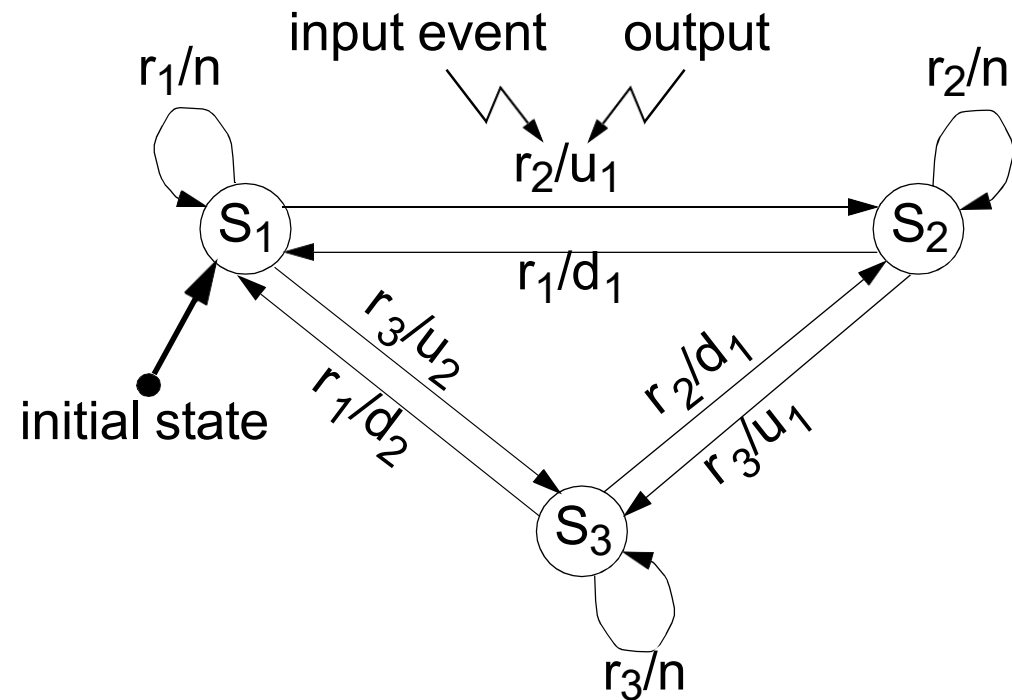 input event output
r1/n
r2/n
r2/u1
S1
S2
r1/d1
r3/u2
r1/d2
r2/d1
r3/u1
initial state
S3
r3/n